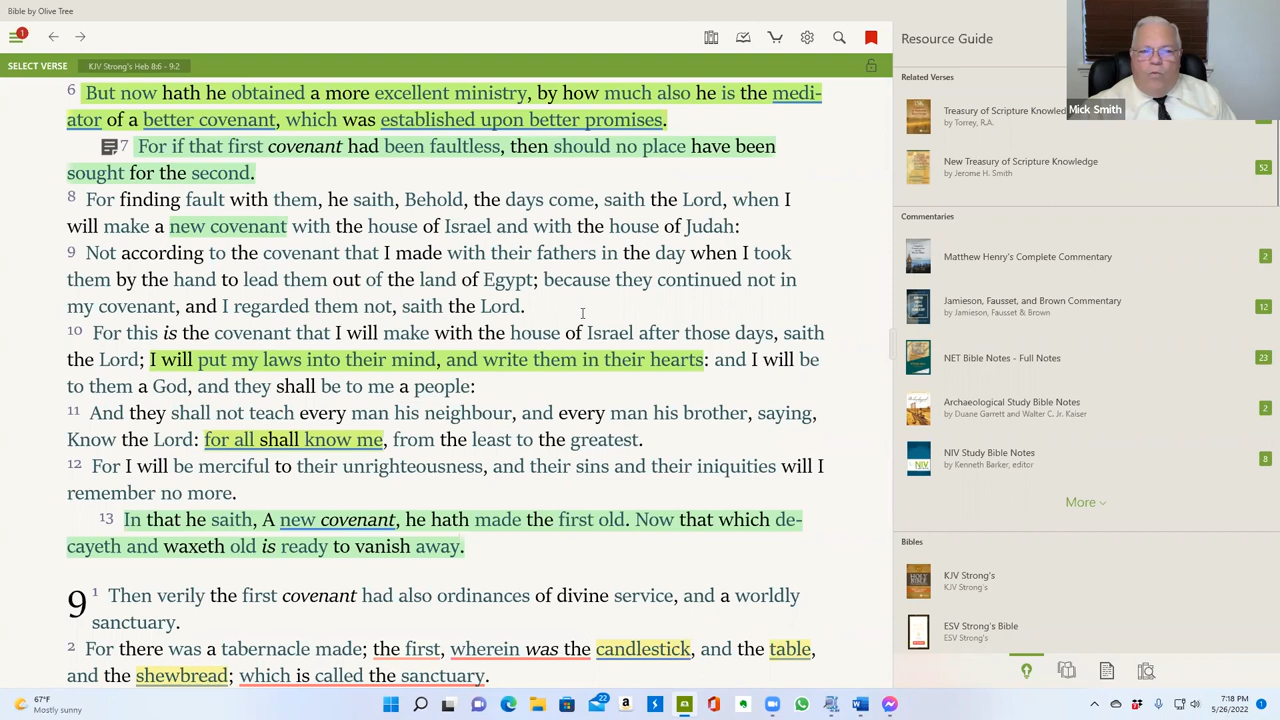 Bible by Olive Tree
1
SELECT VERSE
KJV Strong's Heb 8:6 - 9:2
6 But now hath he obtained a more excellent ministry, by how much also he is the medi-
ator of a better covenant, which was established upon better promises.
7 For if that first covenant had been faultless, then should no place have been
sought for the second.
8 For finding fault with them, he saith, Behold, the days come, saith the Lord, when I
will make a new covenant with the house of Israel and with the house of Judah:
9 Not according to the covenant that I made with their fathers in the day when I took
them by the hand to lead them out of the land of Egypt; because they continued not in
my covenant, and I regarded them not, saith the Lord.
10 For this is the covenant that I will make with the house of Israel after those days, saith
the Lord; I will put my laws into their mind, and write them in their hearts: and I will be
to them a God, and they shall be to me a people:
11 And they shall not teach every man his neighbour, and every man his brother, saying,
Know the Lord: for all shall know me, from the least to the greatest.
12 For I will be merciful to their unrighteousness, and their sins and their iniquities will I
remember no more.
13 In that he saith, A new covenant, he hath made the first old. Now that which de-
cayeth and waxeth old is ready to vanish away.
9 1 Then verily the first covenant had also ordinances of divine service, and a worldly
sanctuary.
2 For there was a tabernacle made; the first, wherein was the candlestick, and the table,
and the shewbread; which is called the sanctuary.
Resource Guide
Related Verses
Treasury of Scripture Knowled
by Torrey, R.A.
Mick Smith
New Treasury of Scripture Knowledge
by Jerome H. Smith
52
Commentaries
Matthew Henry's Complete Commentary
2
Jamieson, Fausset, and Brown Commentary
by Jamieson, Fausset & Brown
12
NET Bible Notes - Full Notes
23
Archaeological Study Bible Notes
by Duane Garrett and Walter C. Jr. Kaiser
2
NIV Study Bible Notes
by Kenneth Barker; editor
8
More
Bibles
KJV Strong's
KJV Strong's
ESV Strong's Bible
ESV Strong's
67°F
Mostly sunny
22
7:18 PM
5/26/2022
1